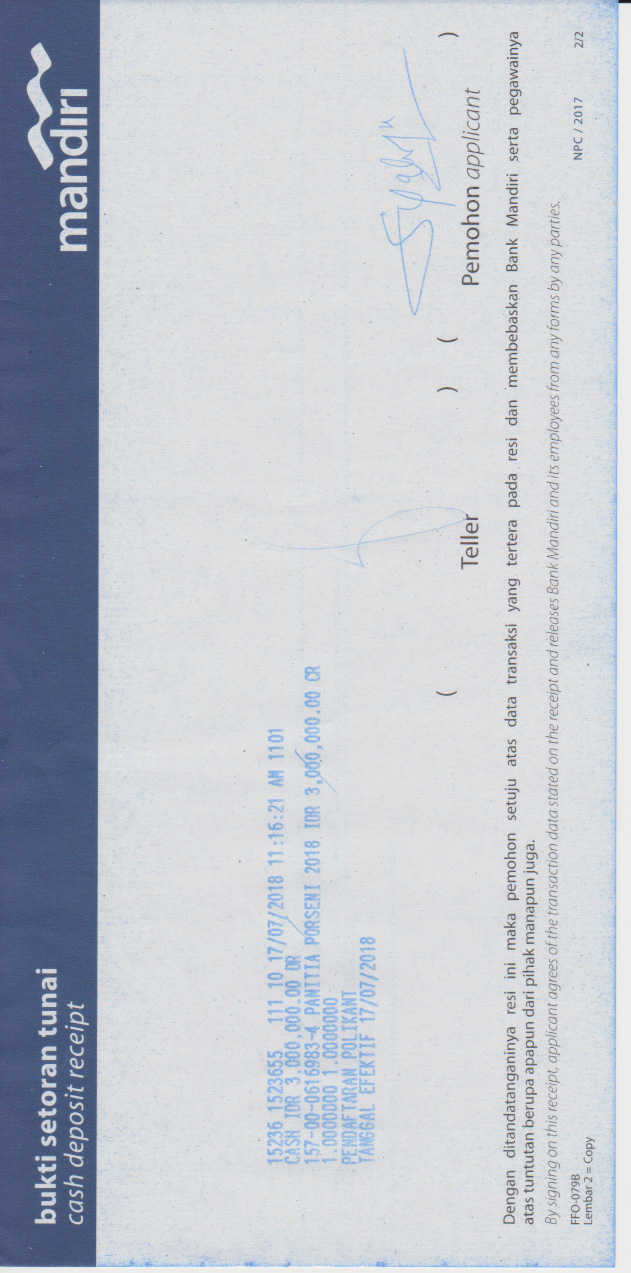 bukti setoran tunai
cash deposit receipt
mandiri
15236 1523655 111 10 17/07/2018 11:16:21 AM 1101
CASH IDR 3,000,000.00 DR
157-00-0616983-4 PANITIA PORSENI 2018 IDR 3,000,000.00 CR
1.0000000 1.0000000
PENDAFTARAN POLIKANT
TANGGAL EFEKTIF 17/07/2018
( ) ( )
Teller Pemohon applicant
Dengan ditandatanganinya resi ini maka pemohon setuju atas data transaksi yang tertera pada resi dan membebaskan Bank Mandiri serta pegawainya
atas tuntutan berupa apapun dari pihak manapun juga.
By signing on this receipt, applicant agrees of the transaction data stated on the receipt and releases Bank Mandiri and its employees from any forms by any parties.
FFO-079B
Lembar 2 = Copy
NPC / 2017 2/2